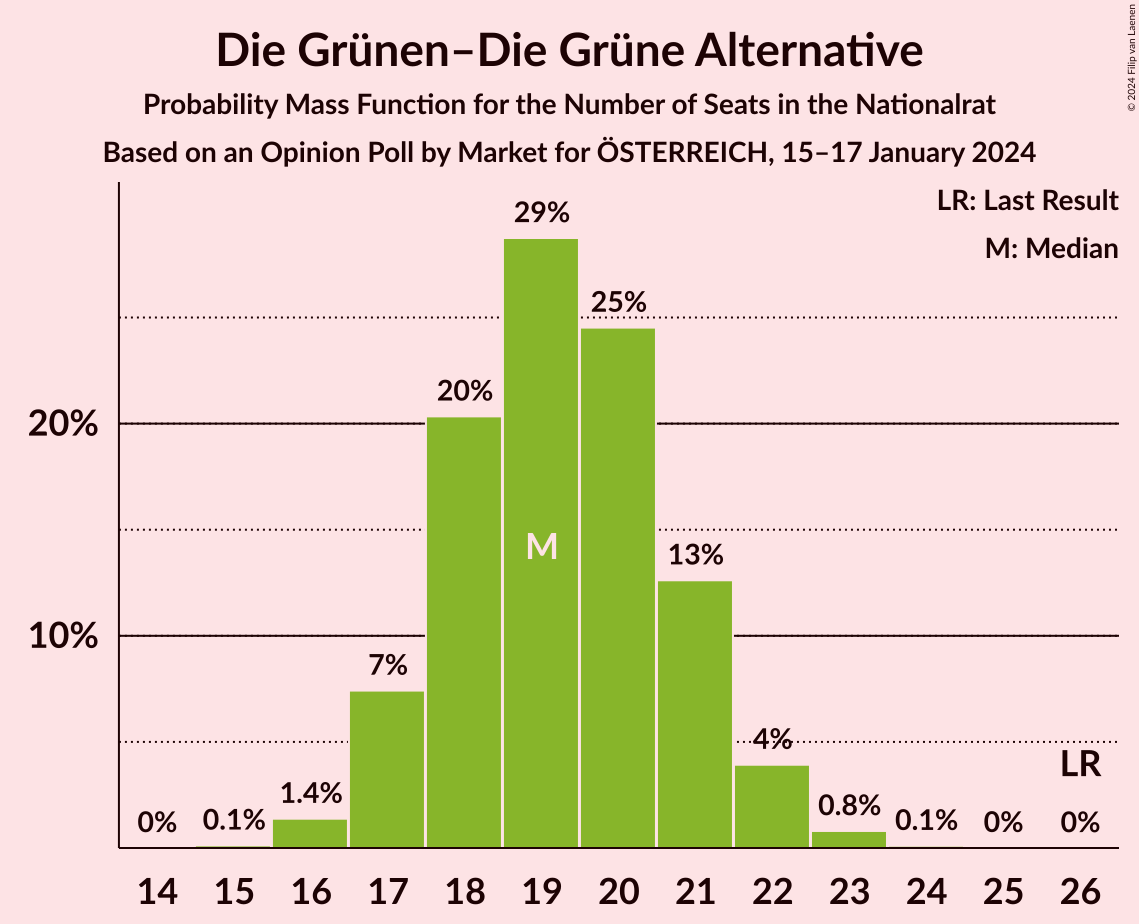 Die Grünen–Die Grüne Alternative
Probability Mass Function for the Number of Seats in the Nationalrat
Based on an Opinion Poll by Market for ÖSTERREICH, 15–17 January 2024
© 2024 Filip van Laenen
LR: Last Result
M: Median
20%
10%
0%
0.1%
1.4%
7%
20%
29%
25%
13%
4%
0.8%
0.1%
0%
0%
M
LR
14 15 16 17 18 19 20 21 22 23 24 25 26